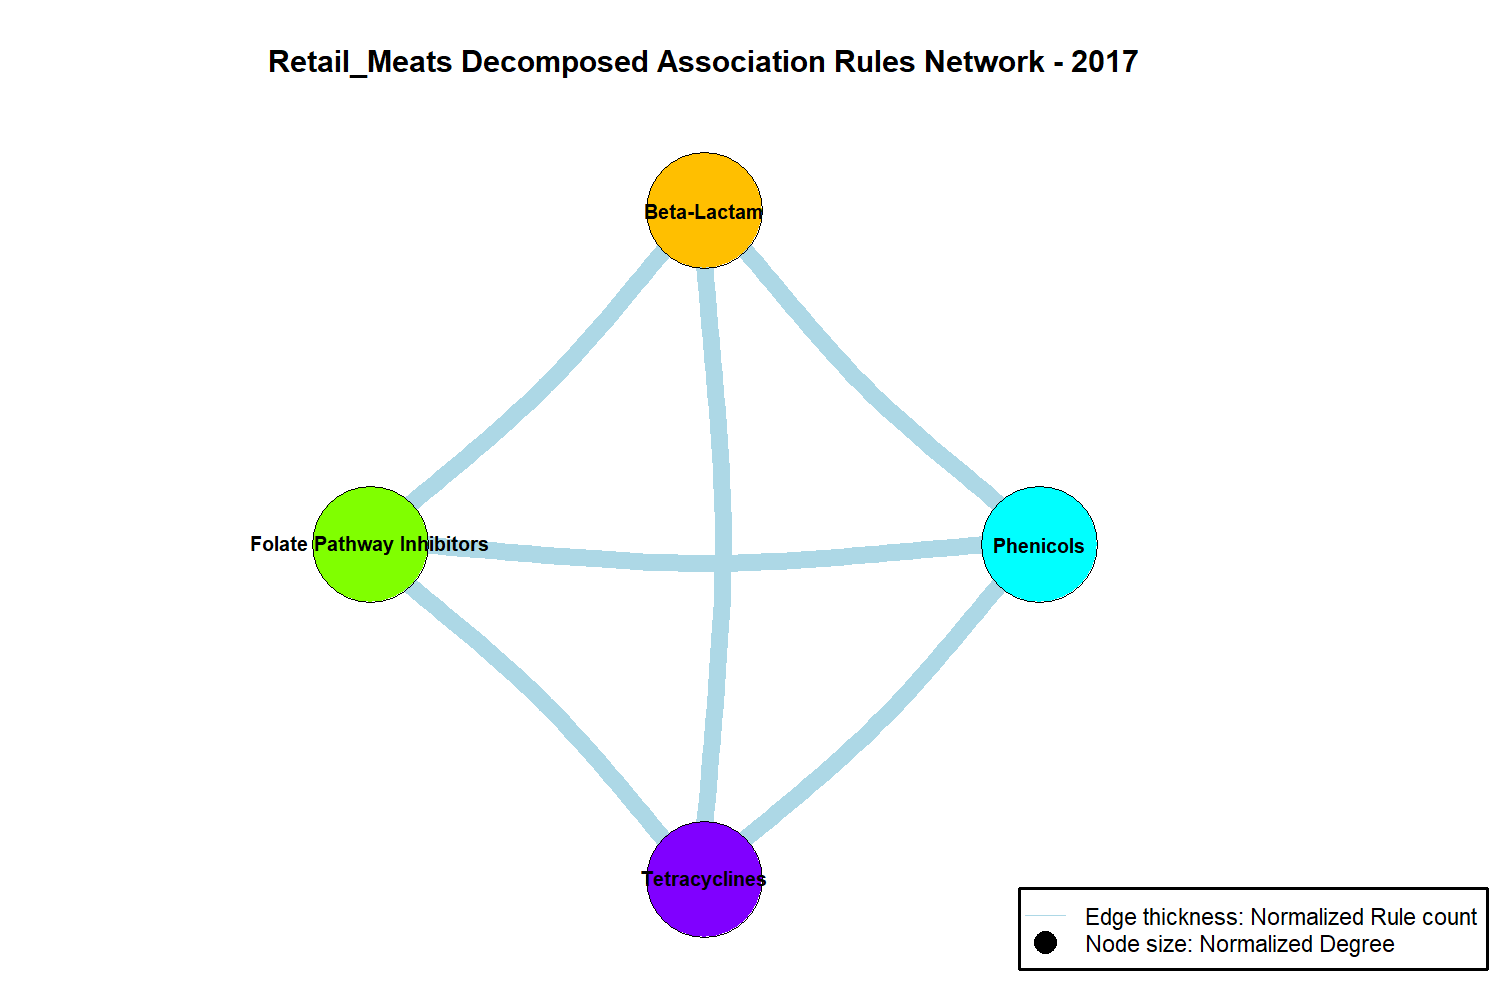 Retail_Meats Decomposed Association Rules Network - 2017
Beta-Lactam
Folate Pathway Inhibitors
Phenicols
Tetracyclines
Edge thickness: Normalized Rule count
Node size: Normalized Degree